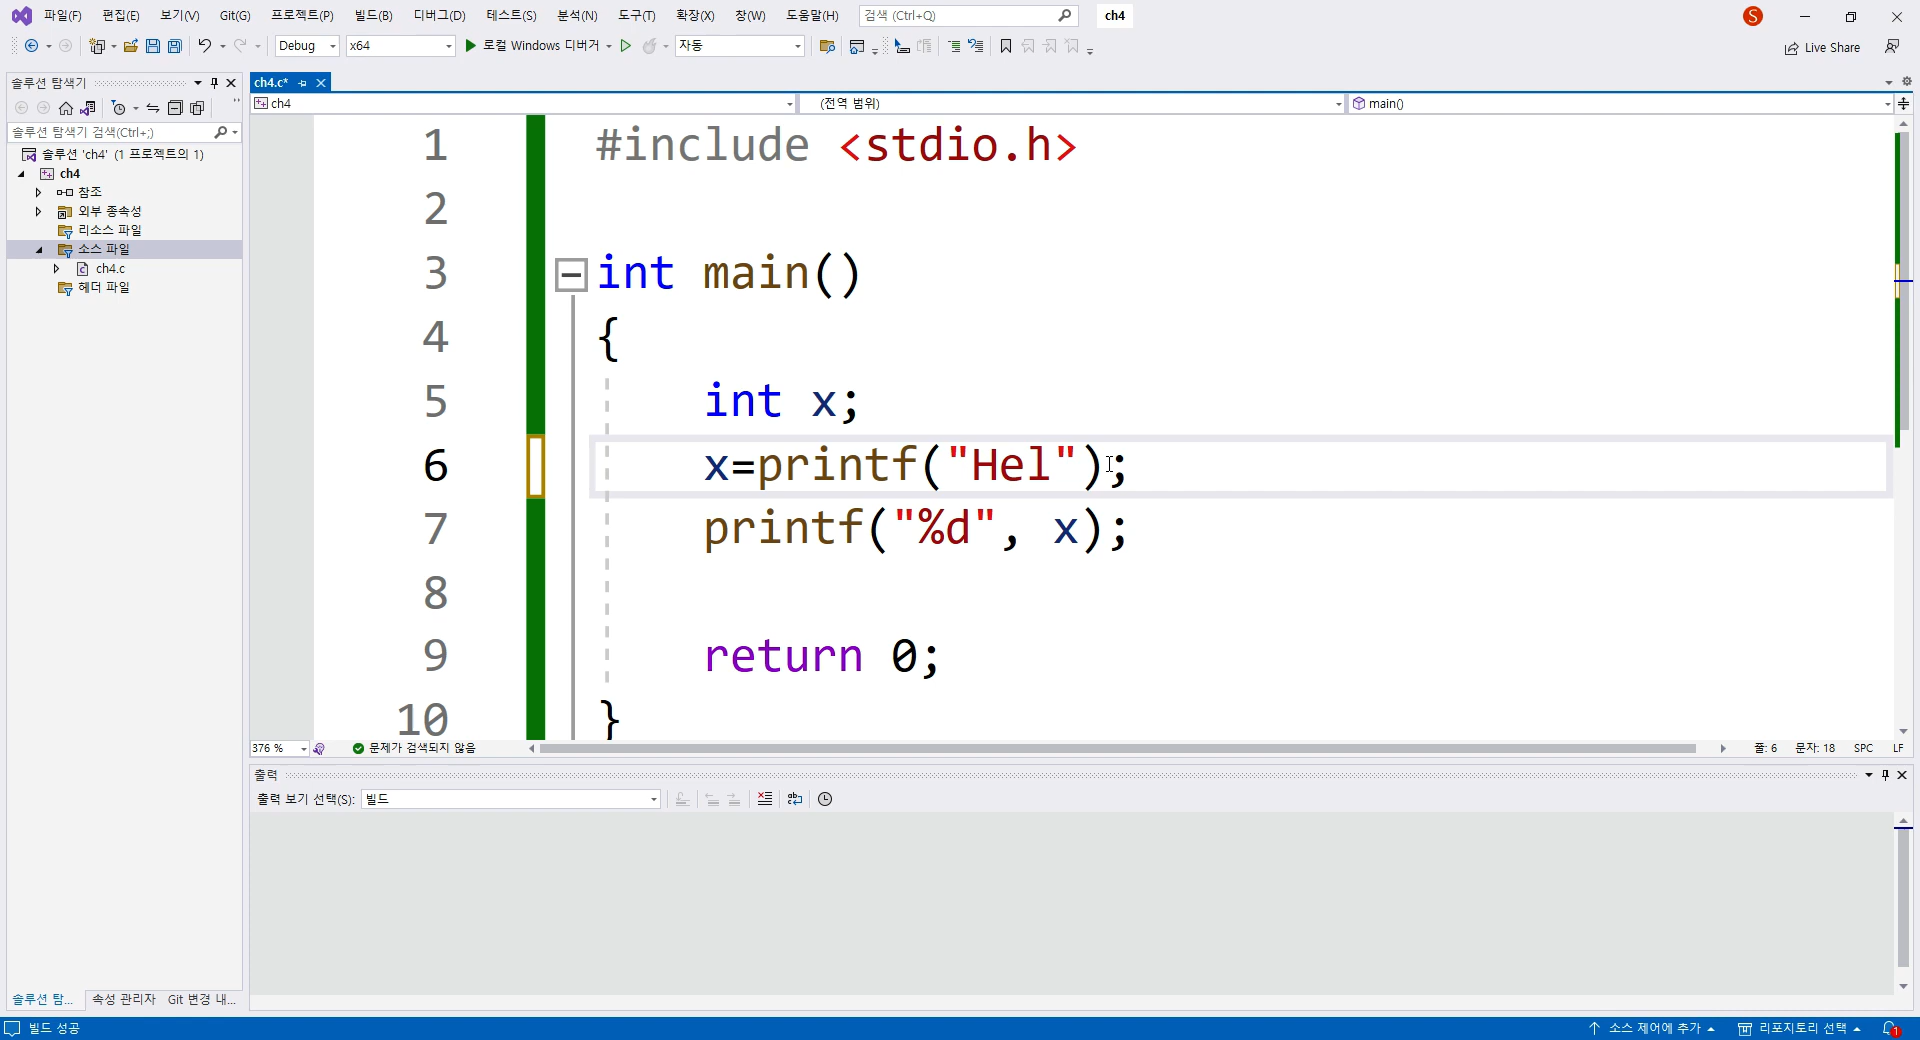 파일(F) 편집(E) 보기(V) Git(G) 프로젝트(P) 빌드(B) 디버그(D) 테스트(S) 분석(N) 도구(T) 확장(X) 창(W) 도움말(H) 검색 (Ctrl+Q) ch4 S
Debug x64 로컬 Windows 디버거 자동 Live Share
솔루션 탐색기
솔루션 탐색기 검색(Ctrl+;)
솔루션 'ch4' (1 프로젝트의 1)
ch4
참조
외부 종속성
리소스 파일
소스 파일
ch4.c
헤더 파일
솔루션 탐... 속성 관리자 Git 변경 내...
ch4.c*
ch4 (전역 범위) main()
1 #include <stdio.h>
2
3 int main()
4 {
5 int x;
6 x=printf("Hel");
7 printf("%d", x);
8
9 return 0;
10 }
376 % 문제가 검색되지 않음 줄: 6 문자: 18 SPC LF
출력
출력 보기 선택(S): 빌드
빌드 성공 소스 제어에 추가 리포지토리 선택 1